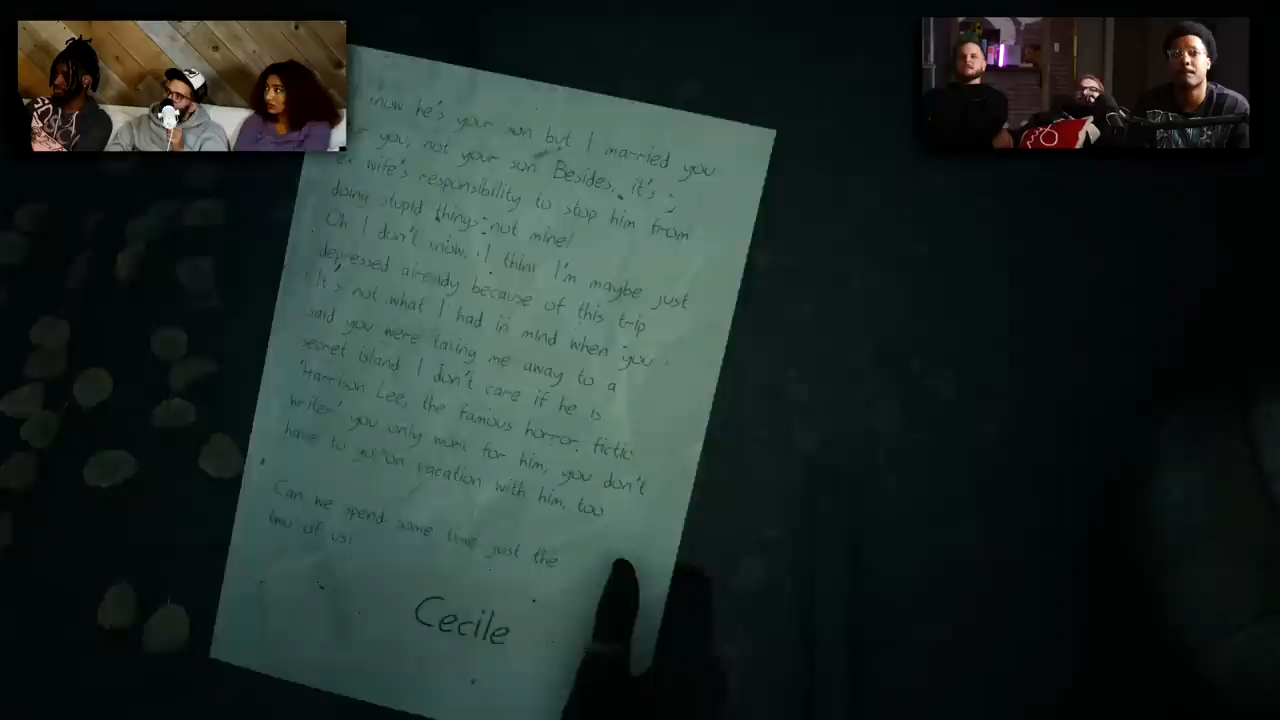 he's your son but I married you
you, not your son Besides, it's
ex wife's responsibility to stop him from
doing stupid things-not mine!
Oh I don't know, I think I'm maybe just
depressed already because of this trip
It's not what I had in mind when you
said you were taking me away to a
secret island I don't care if he is
'Harrison Lee, the famous horror fictio
writer' you only work for him, you don't
have to go on vacation with him, too
Can we spend some time just the
two of us!
Cecile